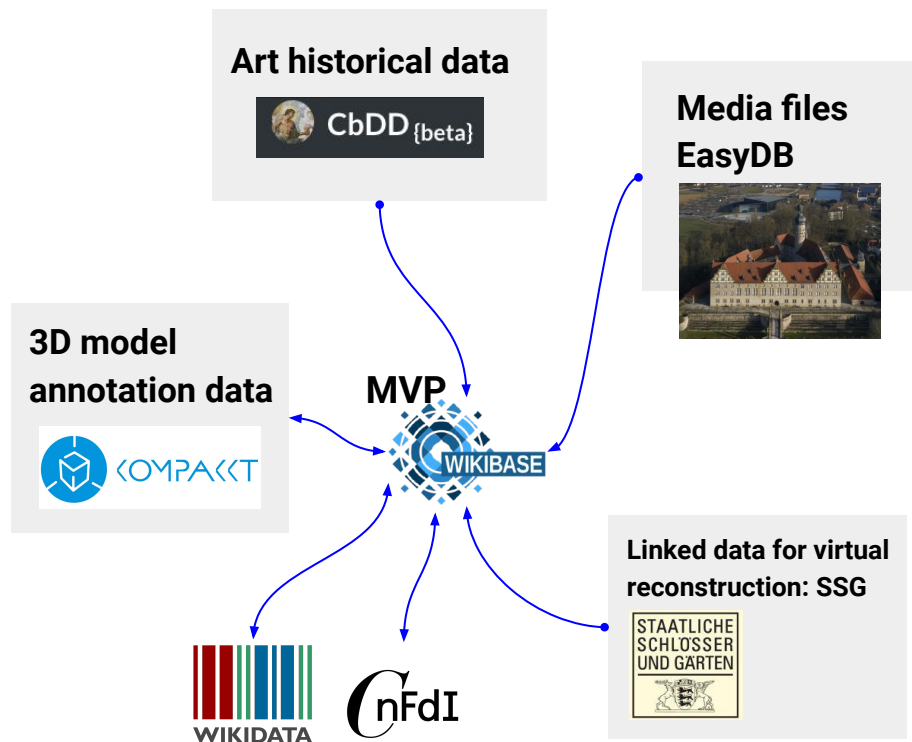 Art historical data
CbDD {beta}
Media files
EasyDB
3D model
annotation data
KOMPAKKT
MVP
WIKIBASE
Linked data for virtual
reconstruction: SSG
STAATLICHE
SCHLÖSSER
UND GÄRTEN
WIKIDATA
CnFdI